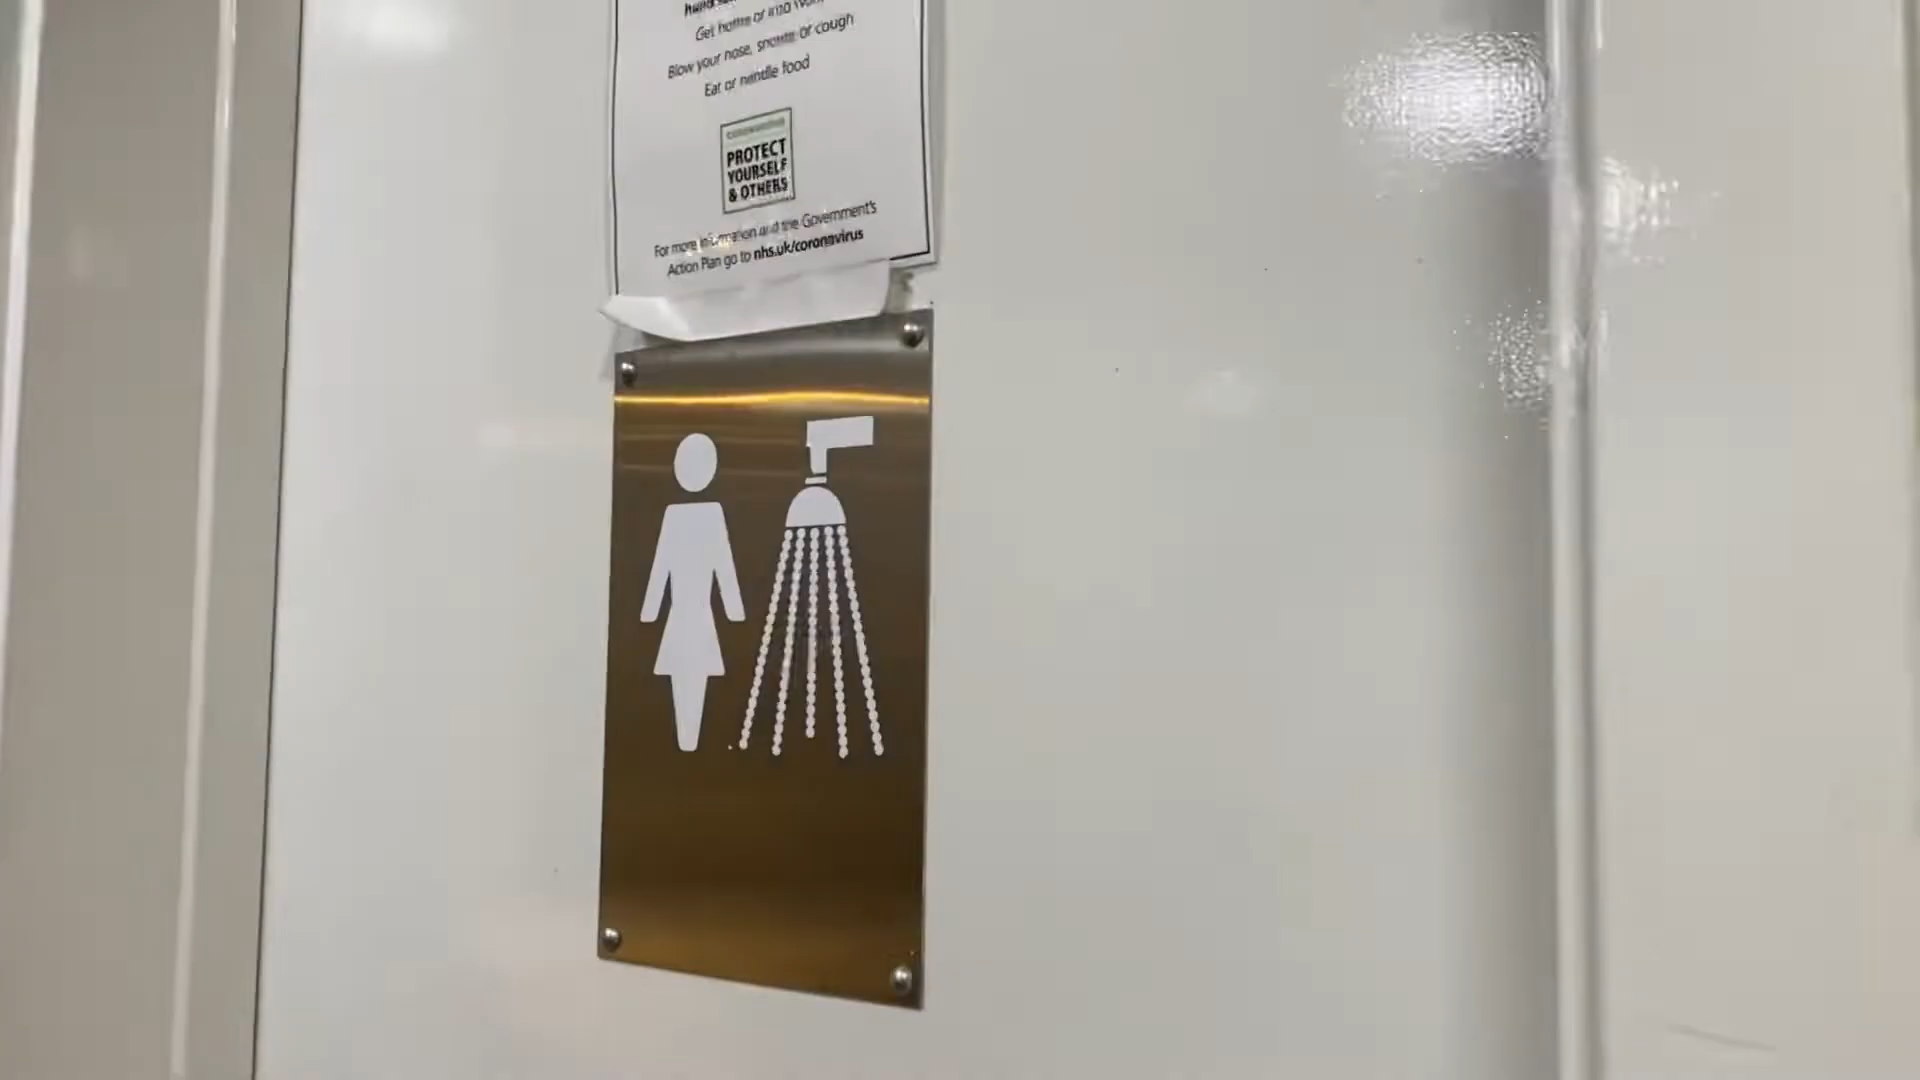 Get home or into work
Blow your nose, sneeze or cough
Eat or handle food
CORONAVIRUS
PROTECT
YOURSELF
& OTHERS
For more information and the Government's
Action Plan go to nhs.uk/coronavirus